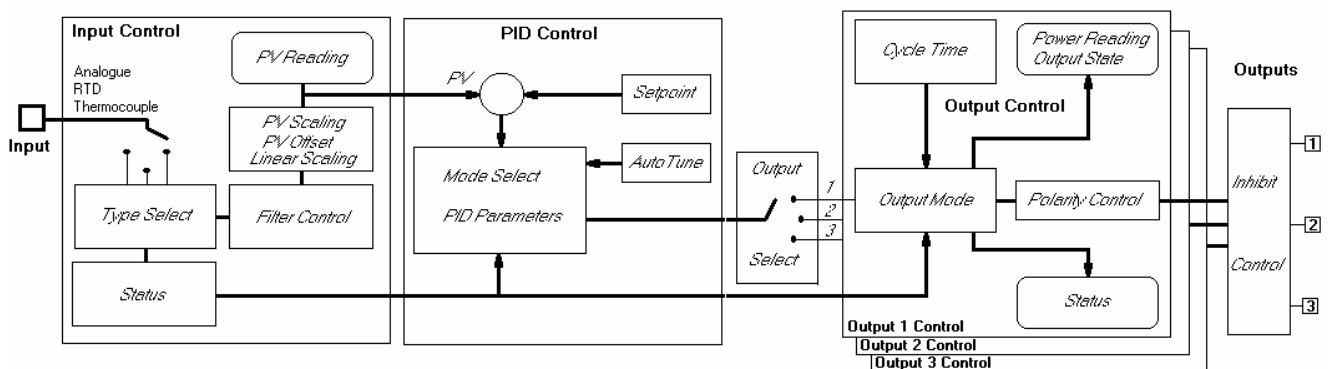 Input Control
PV Reading
Analogue
RTD
Thermocouple
Input
PV Scaling
PV Offset
Linear Scaling
Type Select
Filter Control
Status
PID Control
PV
Setpoint
Mode Select
PID Parameters
AutoTune
Output
Select
1
2
3
Cycle Time
Power Reading
Output State
Output Control
Output Mode
Polarity Control
Status
Output 1 Control
Output 2 Control
Output 3 Control
Outputs
Inhibit
Control
1
2
3